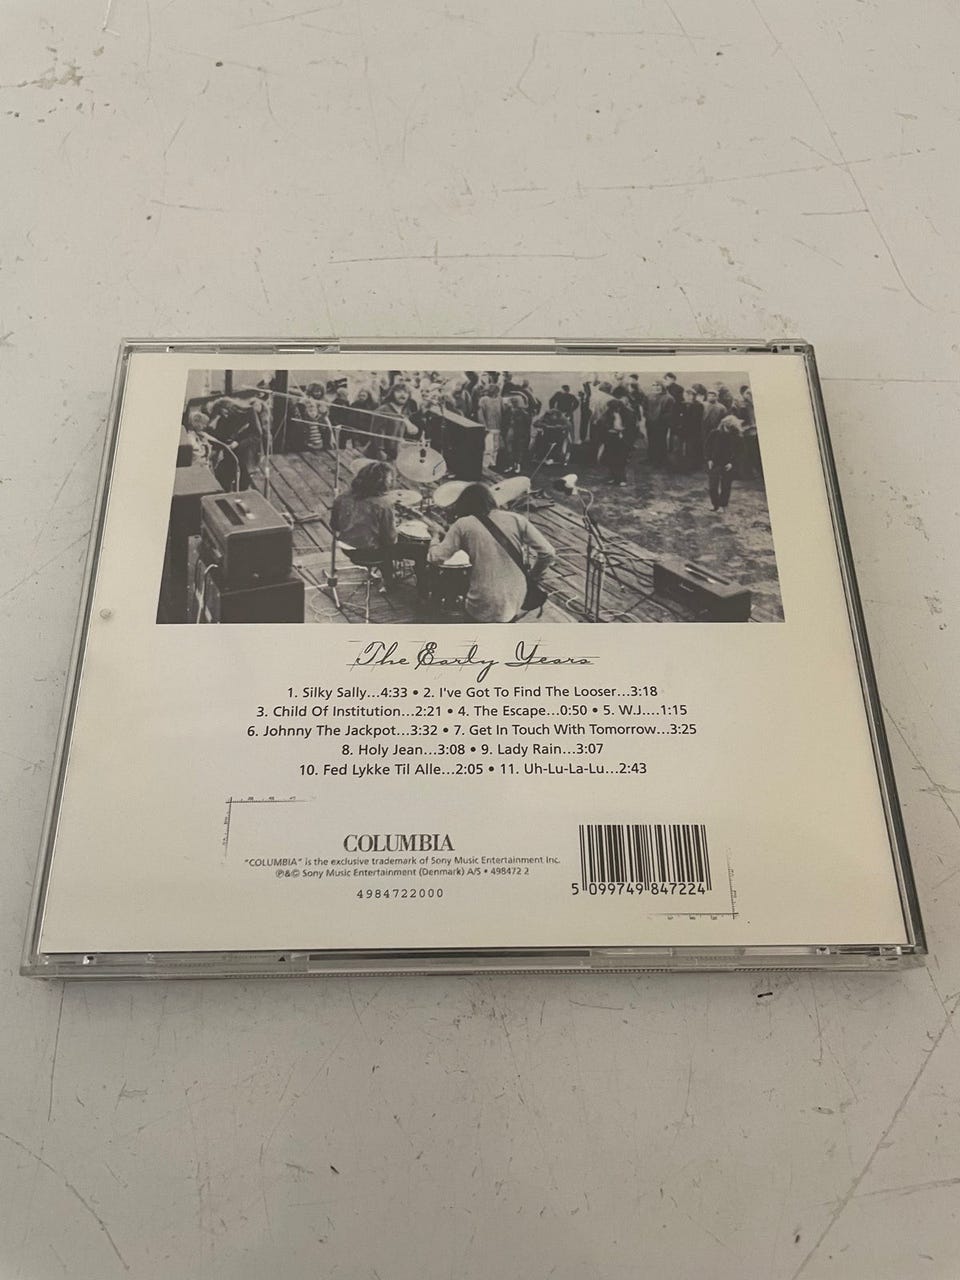 The Early Years
1. Silky Sally...4:33 • 2. I've Got To Find The Looser...3:18
3. Child Of Institution...2:21 • 4. The Escape...0:50 • 5. W.J....1:15
6. Johnny The Jackpot...3:32 • 7. Get In Touch With Tomorrow...3:25
8. Holy Jean...3:08 • 9. Lady Rain...3:07
10. Fed Lykke Til Alle...2:05 • 11. Uh-Lu-La-Lu...2:43
COLUMBIA
"COLUMBIA" is the exclusive trademark of Sony Music Entertainment Inc.
℗&© Sony Music Entertainment (Denmark) A/S • 498472 2
4984722000
5 099749 847224